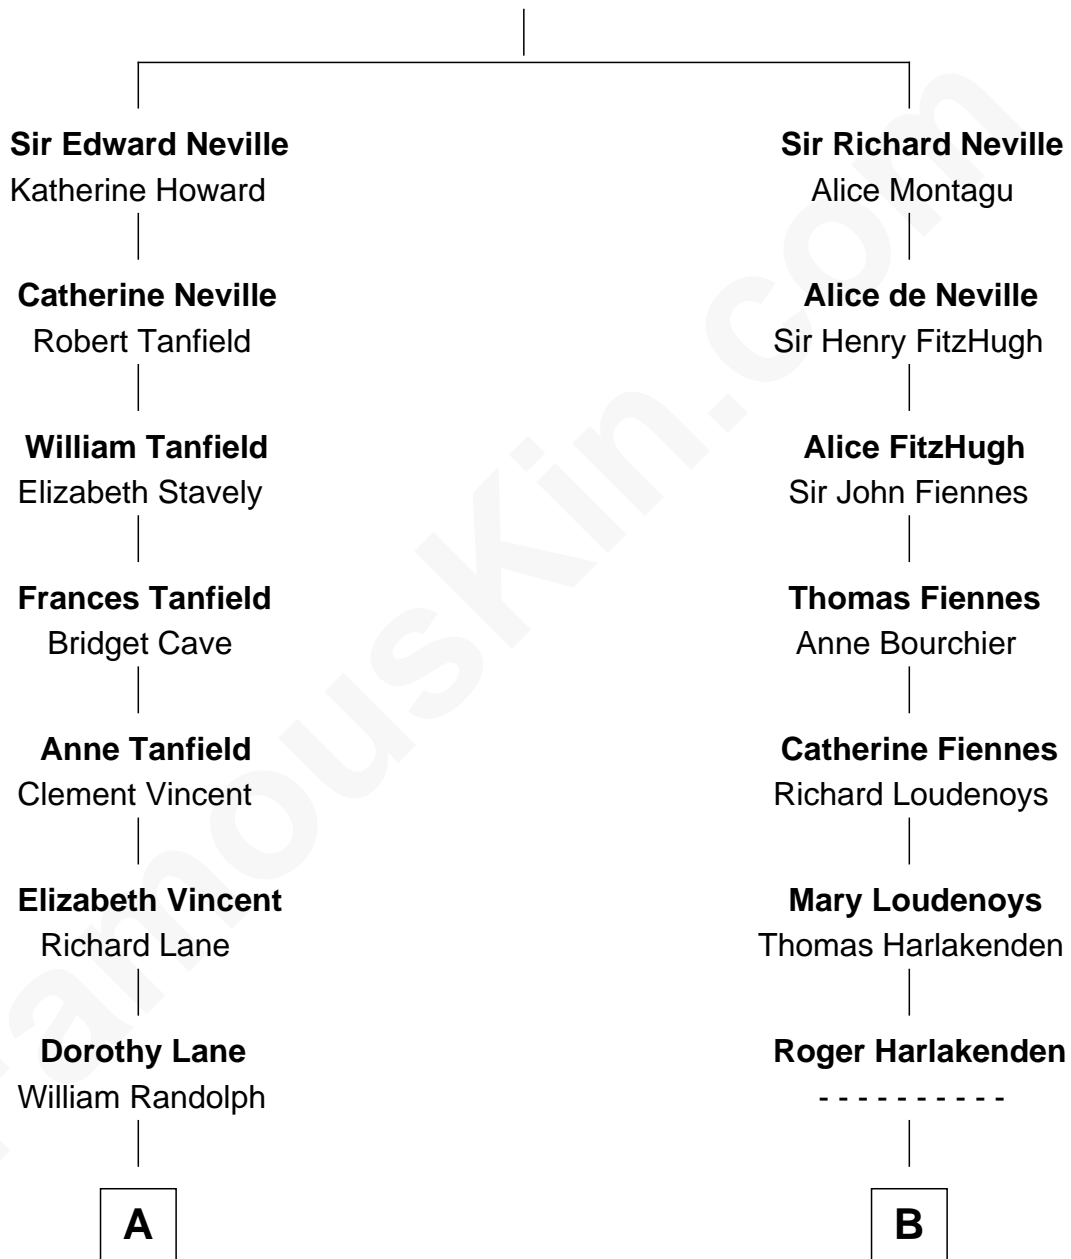 Sir Edward Neville
Katherine Howard
Catherine Neville
Robert Tanfield
William Tanfield
Elizabeth Stavely
Frances Tanfield
Bridget Cave
Anne Tanfield
Clement Vincent
Elizabeth Vincent
Richard Lane
Dorothy Lane
William Randolph
A
Sir Richard Neville
Alice Montagu
Alice de Neville
Sir Henry FitzHugh
Alice FitzHugh
Sir John Fiennes
Thomas Fiennes
Anne Bourchier
Catherine Fiennes
Richard Loudenoys
Mary Loudenoys
Thomas Harlakenden
Roger Harlakenden
- - - - - - - - - -
B
FamousKin.com